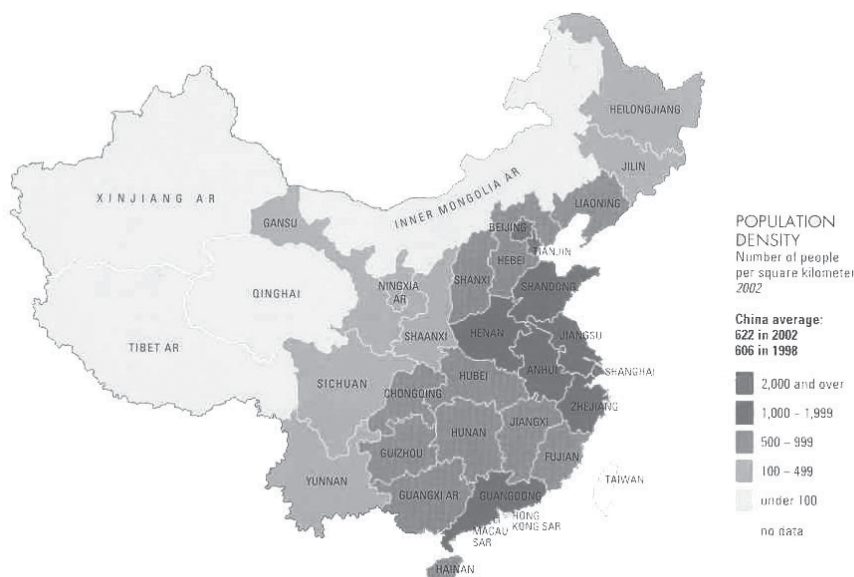 HEILONGJIANG
JILIN
LIAONING
INNER MONGOLIA AR
XINJIANG AR
GANSU
BEIJING
TIANJIN
HEBEI
SHANXI
SHANDONG
NINGXIA
AR
QINGHAI
SHAANXI
HENAN
JIANGSU
TIBET AR
ANHUI
SHANGHAI
SICHUAN
HUBEI
CHONGQING
ZHEJIANG
HUNAN
JIANGXI
GUIZHOU
FUJIAN
YUNNAN
GUANGXI AR
GUANGDONG
TAIWAN
HONG
KONG SAR
MACAU
SAR
HAINAN
POPULATION
DENSITY
Number of people
per square kilometer
2002
China average:
622 in 2002
606 in 1998
2,000 and over
1,000 – 1,999
500 – 999
100 – 499
under 100
no data